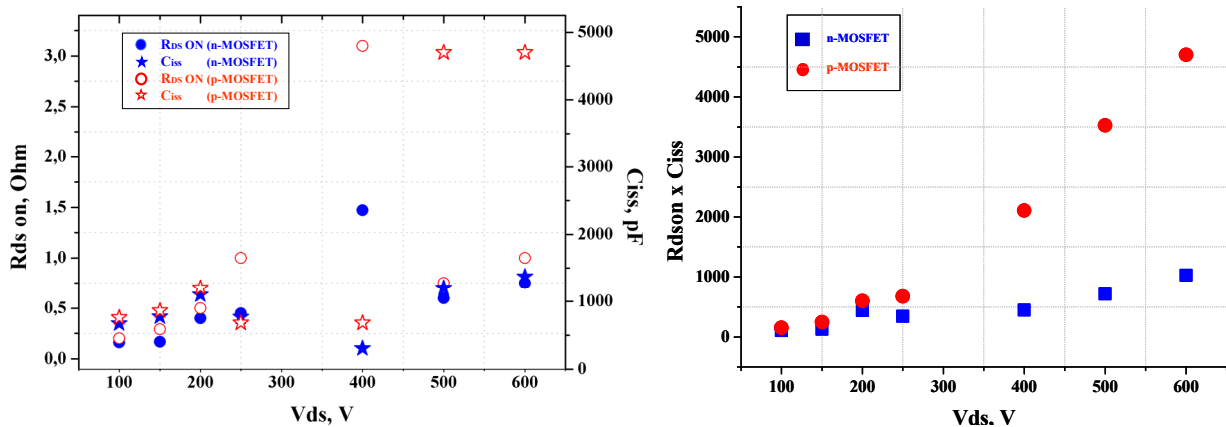 RDS ON (n-MOSFET)
Ciss (n-MOSFET)
RDS ON (p-MOSFET)
Ciss (p-MOSFET)
3,0
2,5
2,0
1,5
1,0
0,5
0,0
Rds on, Ohm
5000
4000
3000
2000
1000
0
Ciss, pF
100 200 300 400 500 600
Vds, V
n-MOSFET
p-MOSFET
5000
4000
3000
2000
1000
0
Rdson x Ciss
100 200 300 400 500 600
Vds, V